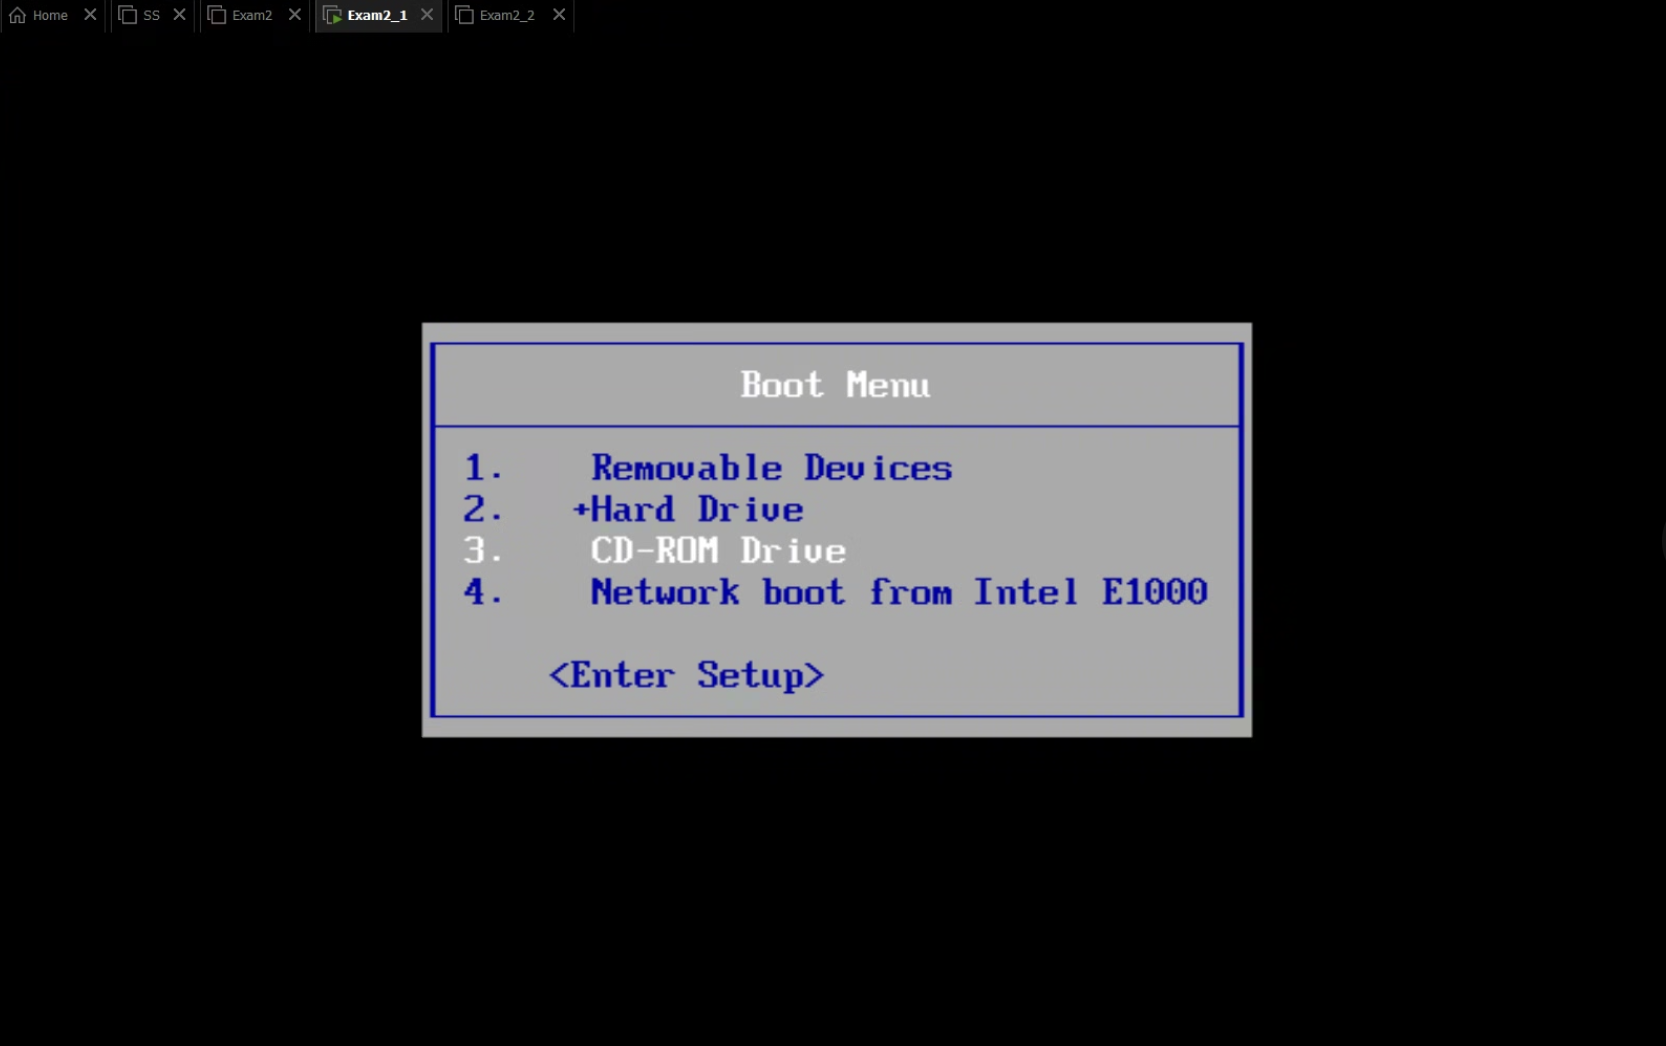 Home SS Exam2 Exam2_1 Exam2_2
Boot Menu
1. Removable Devices
2. +Hard Drive
3. CD-ROM Drive
4. Network boot from Intel E1000
<Enter Setup>